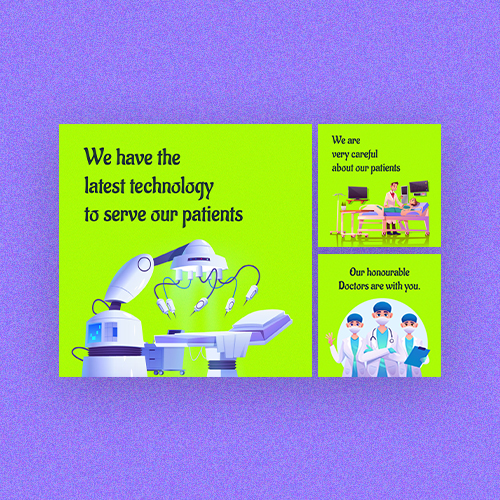 We have the
latest technology
to serve our patients
We are
very careful
about our patients
Our honourable
Doctors are with you.